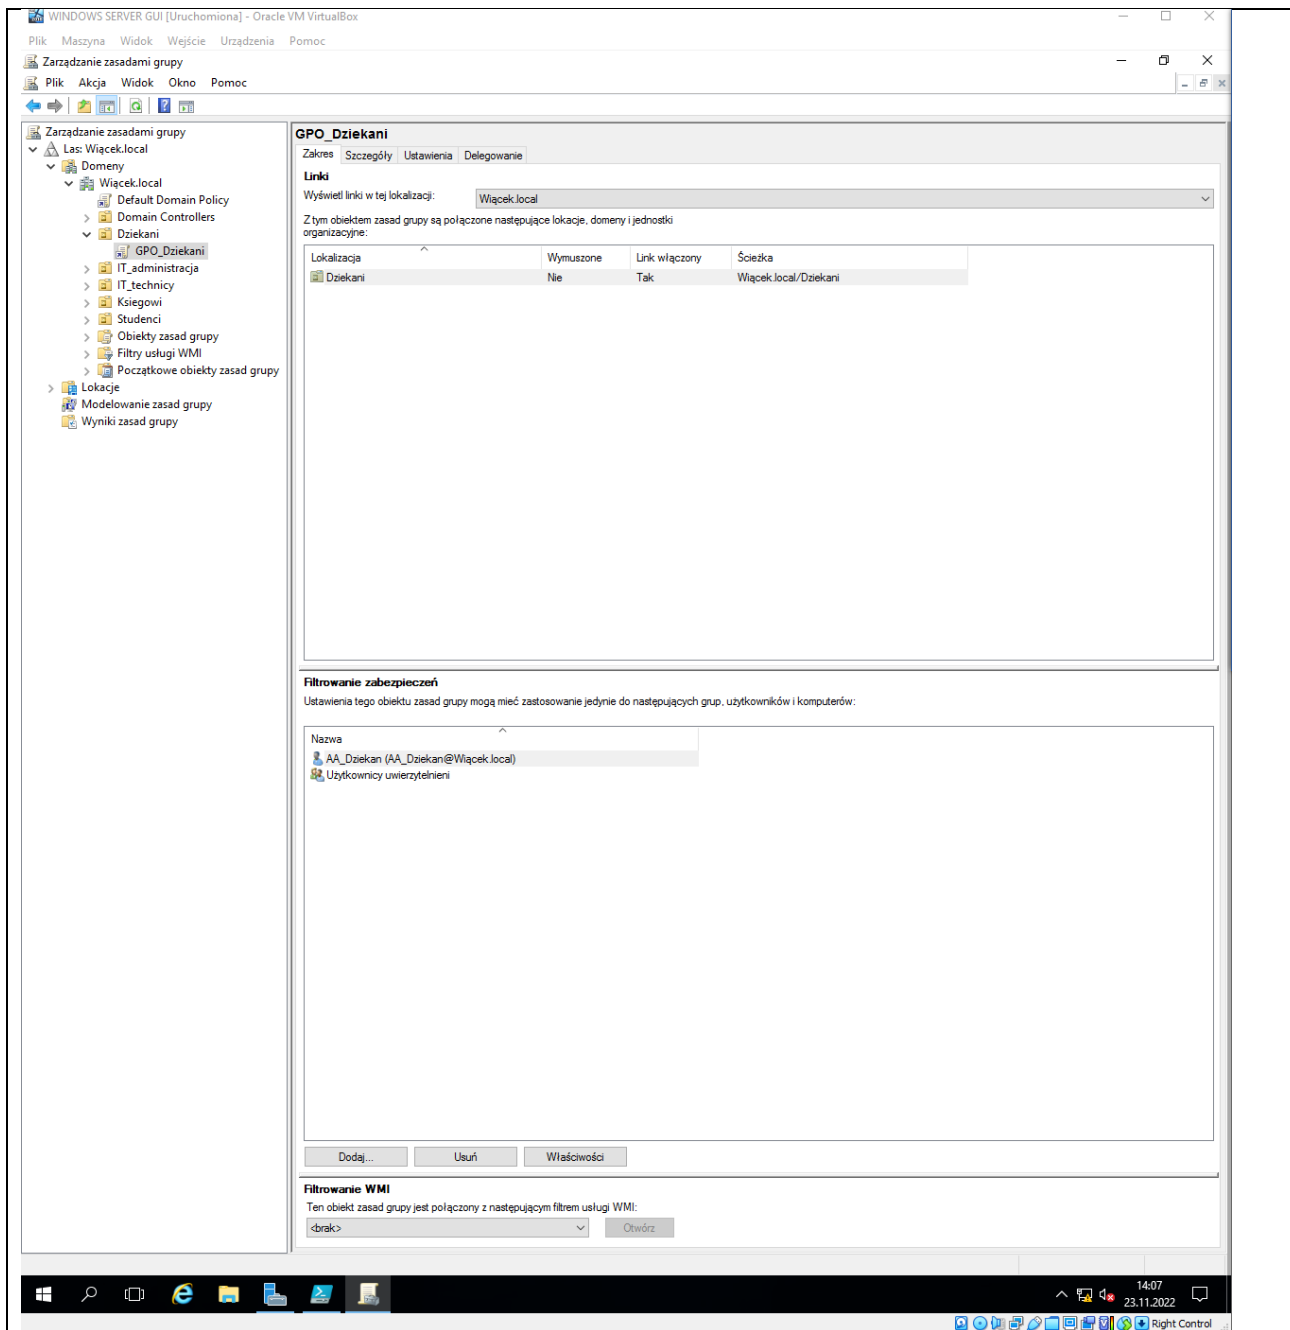 WINDOWS SERVER GUI [Uruchomiona] - Oracle VM VirtualBox
Plik Maszyna Widok Wejście Urządzenia Pomoc
Zarządzanie zasadami grupy
Plik Akcja Widok Okno Pomoc
Zarządzanie zasadami grupy
Las: Wiącek.local
Domeny
Wiącek.local
Default Domain Policy
Domain Controllers
Dziekani
GPO_Dziekani
IT_administracja
IT_technicy
Ksiegowi
Studenci
Obiekty zasad grupy
Filtry usługi WMI
Początkowe obiekty zasad grupy
Lokacje
Modelowanie zasad grupy
Wyniki zasad grupy
GPO_Dziekani
Zakres Szczegóły Ustawienia Delegowanie
Linki
Wyświetl linki w tej lokalizacji: Wiącek.local
Z tym obiektem zasad grupy są połączone następujące lokacje, domeny i jednostki
organizacyjne:
Lokalizacja Wymuszone Link włączony Ścieżka
Dziekani Nie Tak Wiącek.local/Dziekani
Filtrowanie zabezpieczeń
Ustawienia tego obiektu zasad grupy mogą mieć zastosowanie jedynie do następujących grup, użytkowników i komputerów:
Nazwa
AA_Dziekan (AA_Dziekan@Wiącek.local)
Użytkownicy uwierzytelnieni
Dodaj... Usuń Właściwości
Filtrowanie WMI
Ten obiekt zasad grupy jest połączony z następującym filtrem usługi WMI:
<brak> Otwórz
14:07
23.11.2022
Right Control